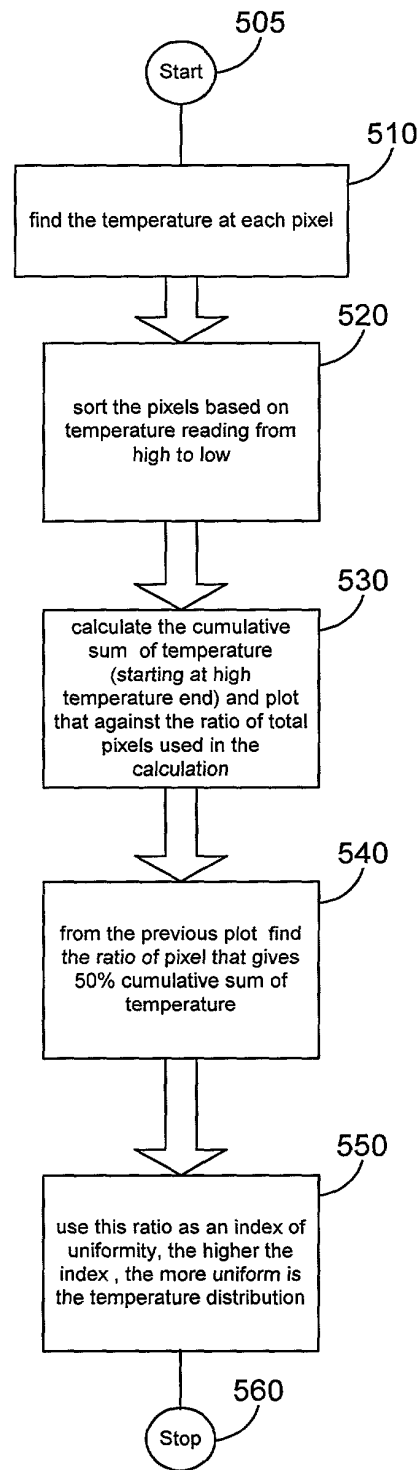 505
Start
510
find the temperature at each pixel
520
sort the pixels based on
temperature reading from
high to low
530
calculate the cumulative
sum of temperature
(starting at high
temperature end) and plot
that against the ratio of total
pixels used in the
calculation
540
from the previous plot find
the ratio of pixel that gives
50% cumulative sum of
temperature
550
use this ratio as an index of
uniformity, the higher the
index , the more uniform is
the temperature distribution
560
Stop